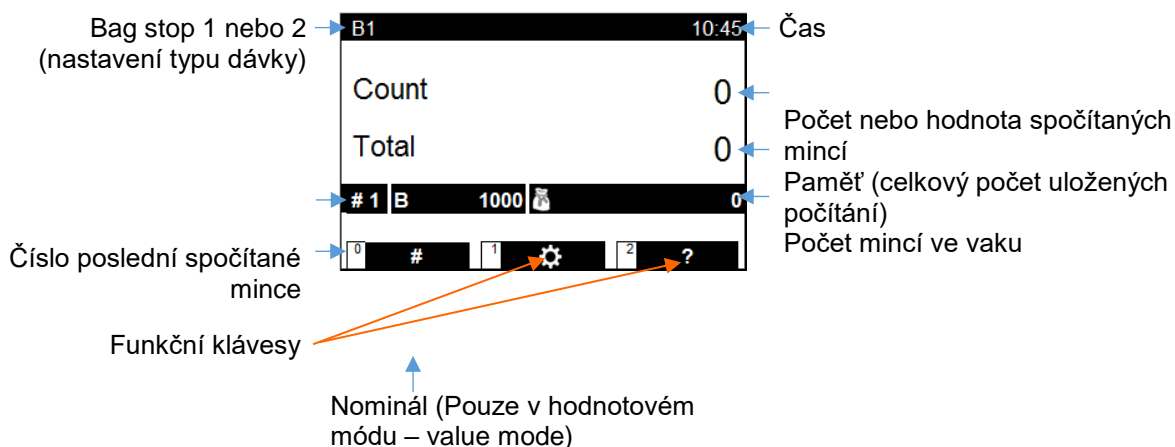 Bag stop 1 nebo 2
(nastavení typu dávky)
B1
10:45
Čas
Count
0
Total
0
Počet nebo hodnota spočítaných
mincí
Paměť (celkový počet uložených
počítání)
Počet mincí ve vaku
# 1
B
1000
0
0
#
1
2
?
Číslo poslední spočítané
mince
Funkční klávesy
Nominál (Pouze v hodnotovém
módu – value mode)